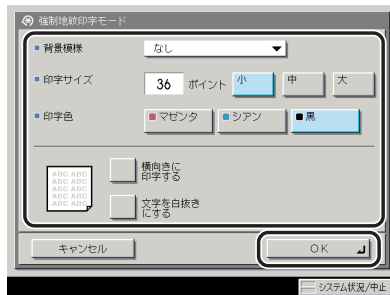 強制地紋印字モード
背景模様 なし
印字サイズ 36 ポイント 小 中 大
印字色 マゼンタ シアン 黒
ABC ABC
ABC ABC
ABC ABC
ABC ABC
ABC ABC
横向きに
印字する
文字を白抜き
にする
キャンセル OK
システム状況/中止